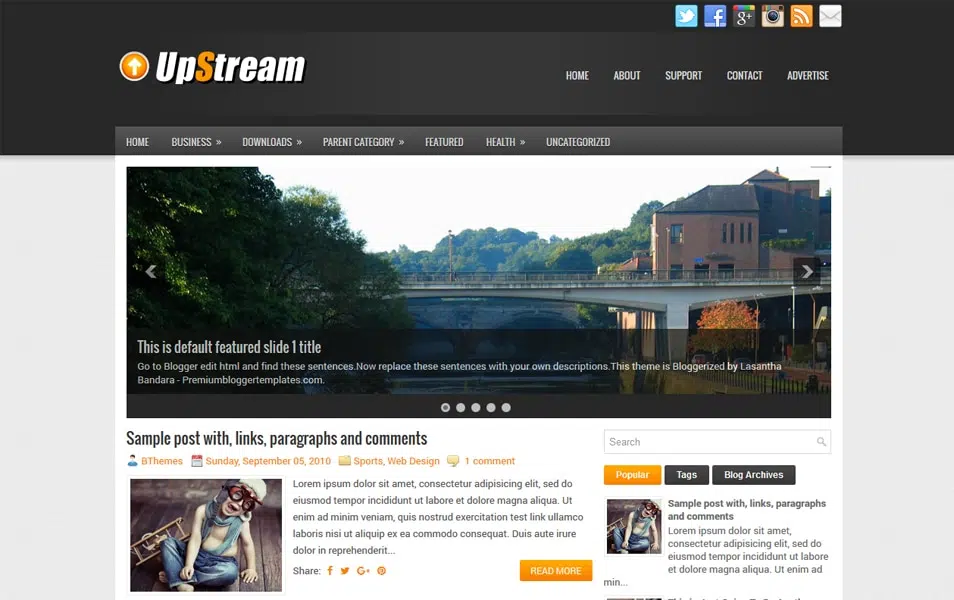 g+
UpStream
HOME ABOUT SUPPORT CONTACT ADVERTISE
HOME BUSINESS » DOWNLOADS » PARENT CATEGORY » FEATURED HEALTH » UNCATEGORIZED
This is default featured slide 1 title
Go to Blogger edit html and find these sentences.Now replace these sentences with your own descriptions.This theme is Bloggerized by Lasantha
Bandara - Premiumbloggertemplates.com.
Sample post with, links, paragraphs and comments
BThemes Sunday, September 05, 2010 Sports, Web Design 1 comment
Lorem ipsum dolor sit amet, consectetur adipisicing elit, sed do
eiusmod tempor incididunt ut labore et dolore magna aliqua. Ut
enim ad minim veniam, quis nostrud exercitation test link ullamco
laboris nisi ut aliquip ex ea commodo consequat. Duis aute irure
dolor in reprehenderit...
Share:
READ MORE
Search
Popular Tags Blog Archives
Sample post with, links, paragraphs
and comments
Lorem ipsum dolor sit amet,
consectetur adipisicing elit, sed do
eiusmod tempor incididunt ut labore
et dolore magna aliqua. Ut enim ad
min...